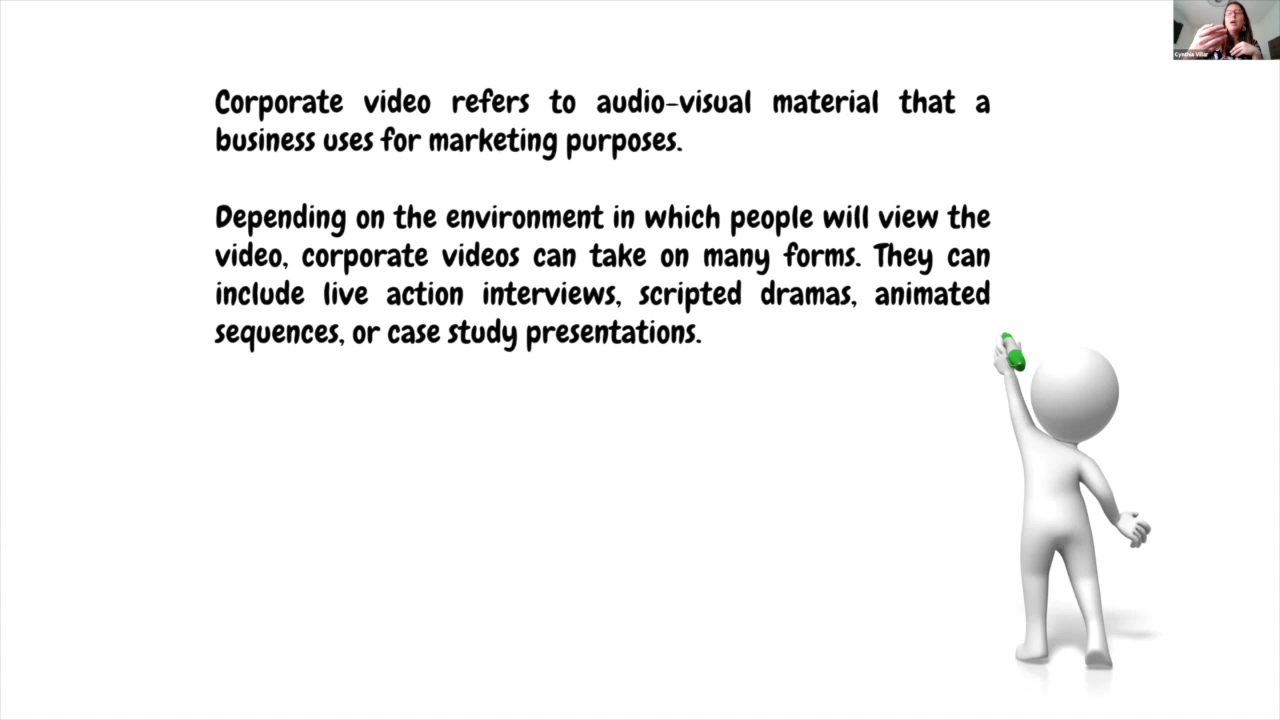 Cynthia Villar
Corporate video refers to audio-visual material that a
business uses for marketing purposes.
Depending on the environment in which people will view the
video, corporate videos can take on many forms. They can
include live action interviews, scripted dramas, animated
sequences, or case study presentations.